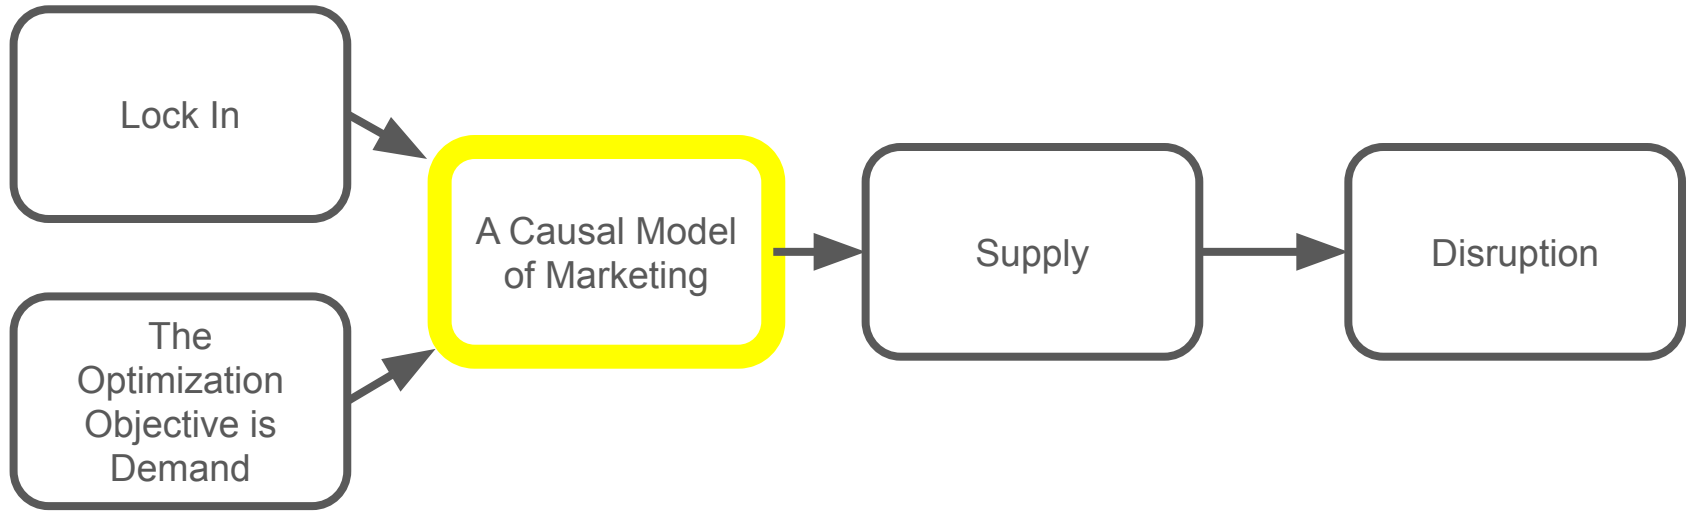 Lock In
The
Optimization
Objective is
Demand
A Causal Model
of Marketing
Supply
Disruption